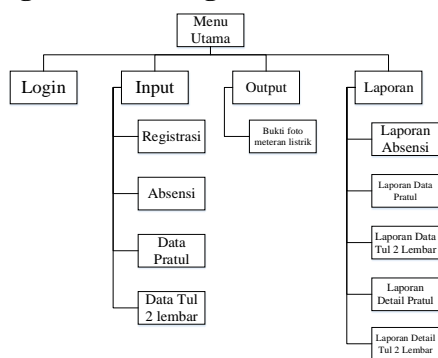 Menu
Utama
Login
Input
Output
Laporan
Registrasi
Absensi
Data
Pratul
Data Tul
2 lembar
Bukti foto
meteran listrik
Laporan
Absensi
Laporan Data
Pratul
Laporan Data
Tul 2 Lembar
Laporan
Detail Pratul
Laporan Detail
Tul 2 Lembar